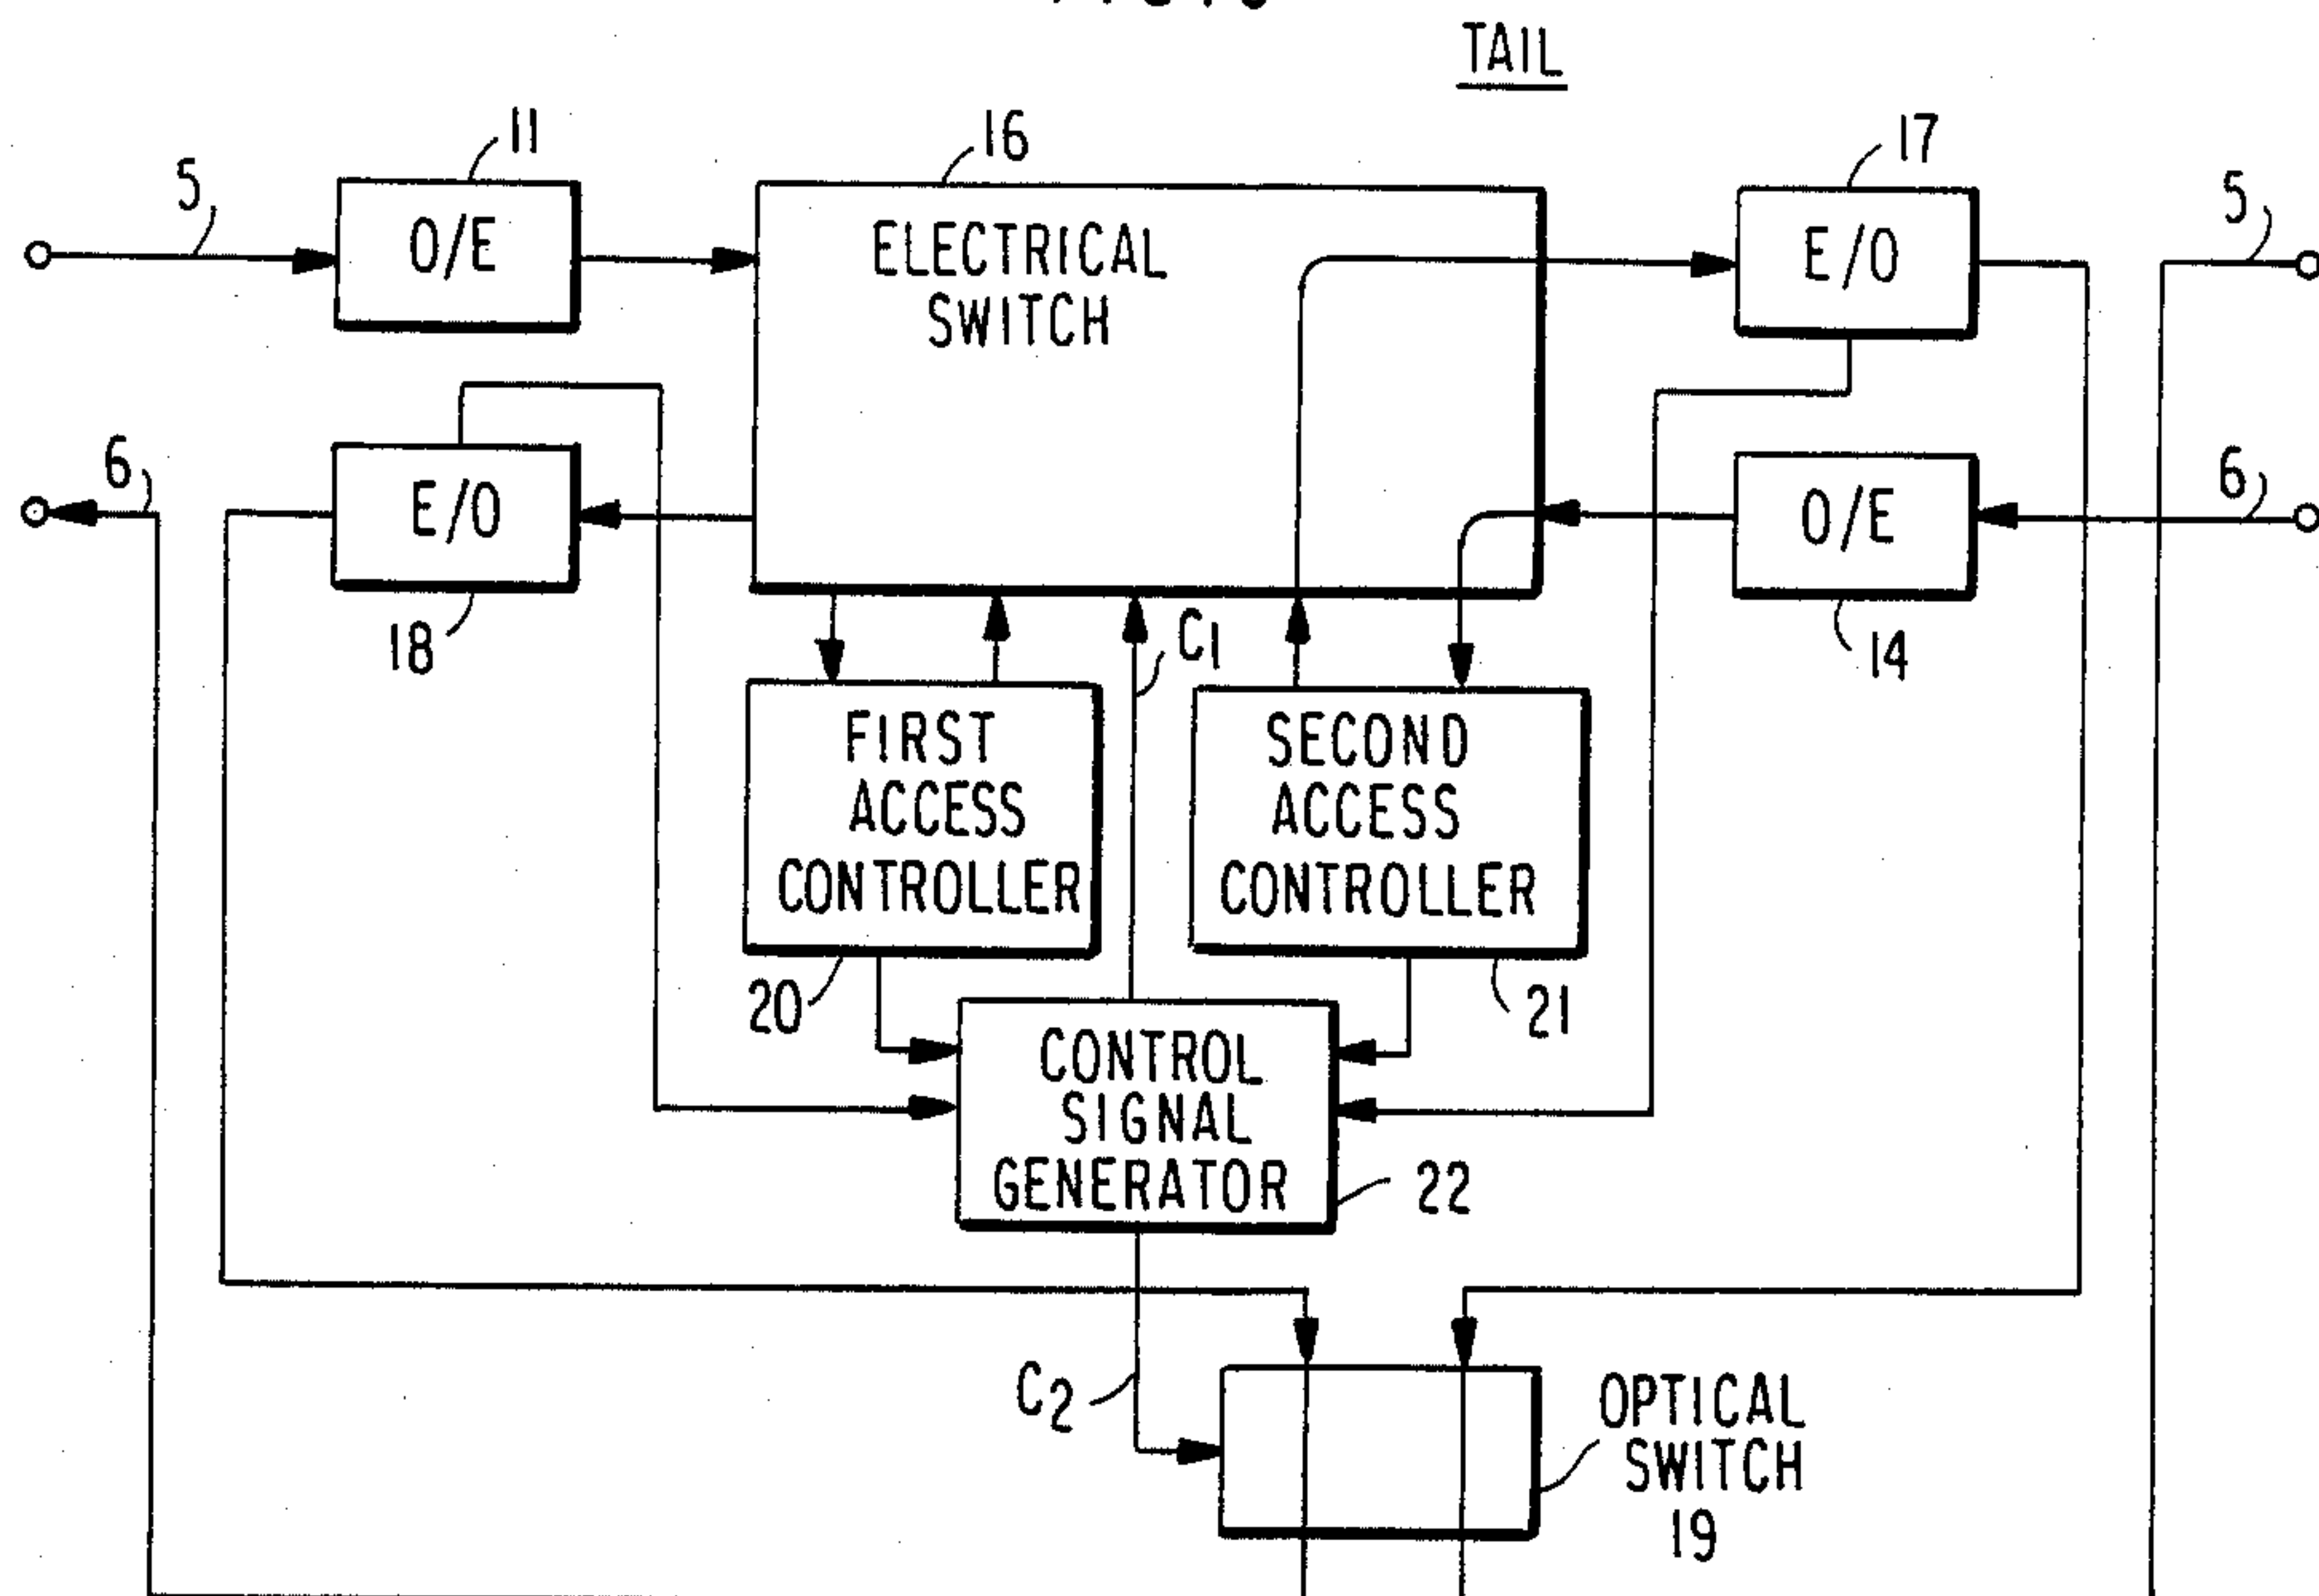 TAIL
5
11
O/E
16
ELECTRICAL
SWITCH
17
E/O
5
6
E/O
18
O/E
14
6
C1
FIRST
ACCESS
CONTROLLER
20
SECOND
ACCESS
CONTROLLER
21
CONTROL
SIGNAL
GENERATOR
22
C2
OPTICAL
SWITCH
19